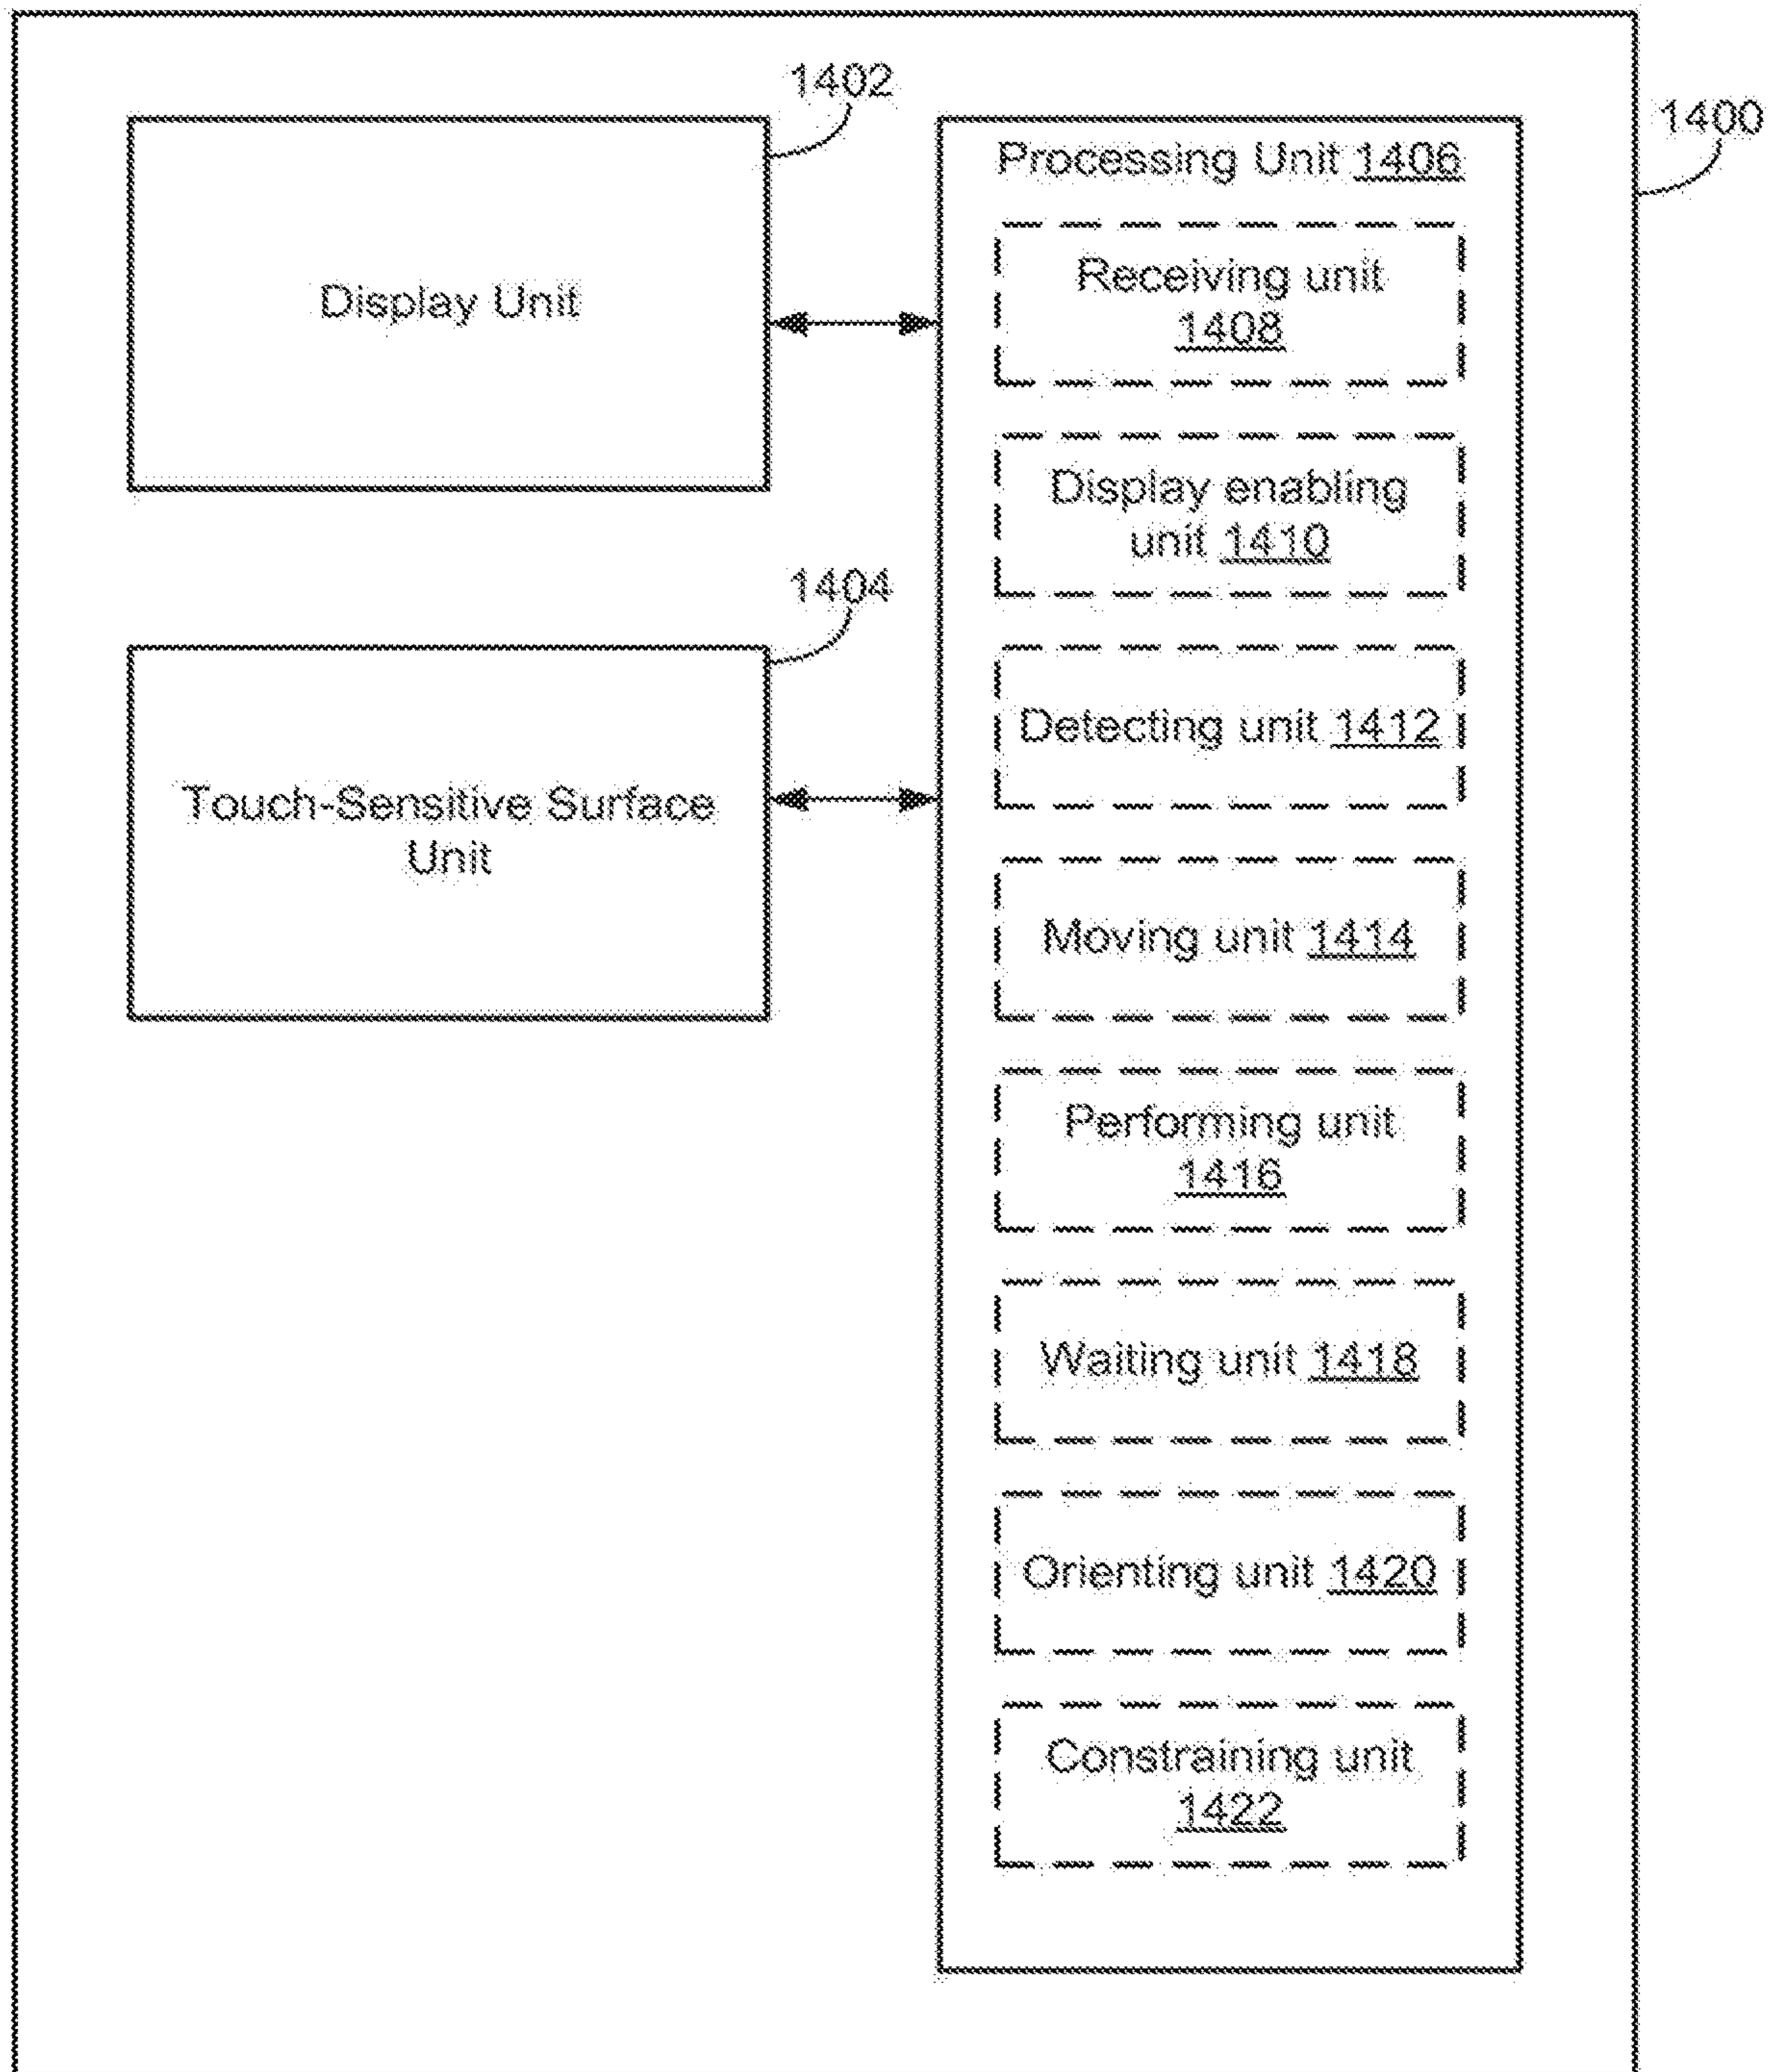 1402
1400
Display Unit
1404
Touch-Sensitive Surface
Unit
Processing Unit 1406
Receiving unit
1408
Display enabling
unit 1410
Detecting unit 1412
Moving unit 1414
Performing unit
1416
Waiting unit 1418
Orienting unit 1420
Constraining unit
1422